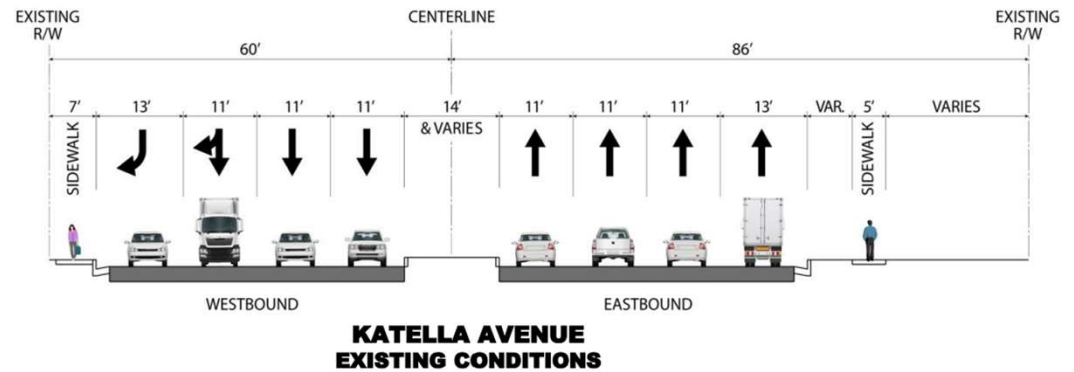 EXISTING
R/W
CENTERLINE
EXISTING
R/W
60'
86'
7'
13'
11'
11'
11'
14'
& VARIES
11'
11'
11'
13'
VAR.
5'
VARIES
SIDEWALK
SIDEWALK
WESTBOUND
EASTBOUND
KATELLA AVENUE
EXISTING CONDITIONS